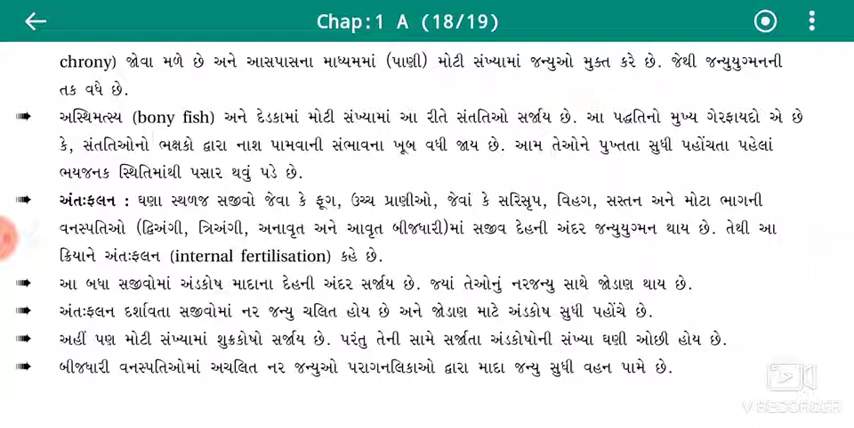 Chap:1 A (18/19)
chrony) જોવા મળે છે અને આસપાસના માધ્યમમાં (પાણી) મોટી સંખ્યામાં જન્યુઓ મુક્ત કરે છે. જેથી જન્યુયુગ્મનની
તક વધે છે.
➠ અસ્થિમત્સ્ય (bony fish) અને દેડકામાં મોટી સંખ્યામાં આ રીતે સંતતિઓ સર્જાય છે. આ પદ્ધતિનો મુખ્ય ગેરફાયદો એ છે
કે, સંતતિઓનો ભક્ષકો દ્વારા નાશ પામવાની સંભાવના ખૂબ વધી જાય છે. આમ તેઓને પુખ્તતા સુધી પહોંચતા પહેલાં
ભયજનક સ્થિતિમાંથી પસાર થવું પડે છે.
➠ અંતઃફલન : ઘણા સ્થળજ સજીવો જેવા કે ફૂગ, ઉચ્ચ પ્રાણીઓ, જેવાં કે સરિસૃપ, વિહગ, સસ્તન અને મોટા ભાગની
વનસ્પતિઓ (દ્વિઅંગી, ત્રિઅંગી, અનાવૃત અને આવૃત બીજધારી)માં સજીવ દેહની અંદર જન્યુયુગ્મન થાય છે. તેથી આ
ક્રિયાને અંતઃફલન (internal fertilisation) કહે છે.
➠ આ બધા સજીવોમાં અંડકોષ માદાના દેહની અંદર સર્જાય છે. જ્યાં તેઓનું નરજન્યુ સાથે જોડાણ થાય છે.
➠ અંતઃફલન દર્શાવતા સજીવોમાં નર જન્યુ ચલિત હોય છે અને જોડાણ માટે અંડકોષ સુધી પહોંચે છે.
➠ અહીં પણ મોટી સંખ્યામાં શુક્રકોષો સર્જાય છે. પરંતુ તેની સામે સર્જાતા અંડકોષોની સંખ્યા ઘણી ઓછી હોય છે.
➠ બીજધારી વનસ્પતિઓમાં અચલિત નર જન્યુઓ પરાગનલિકાઓ દ્વારા માદા જન્યુ સુધી વહન પામે છે.
V RECORDER